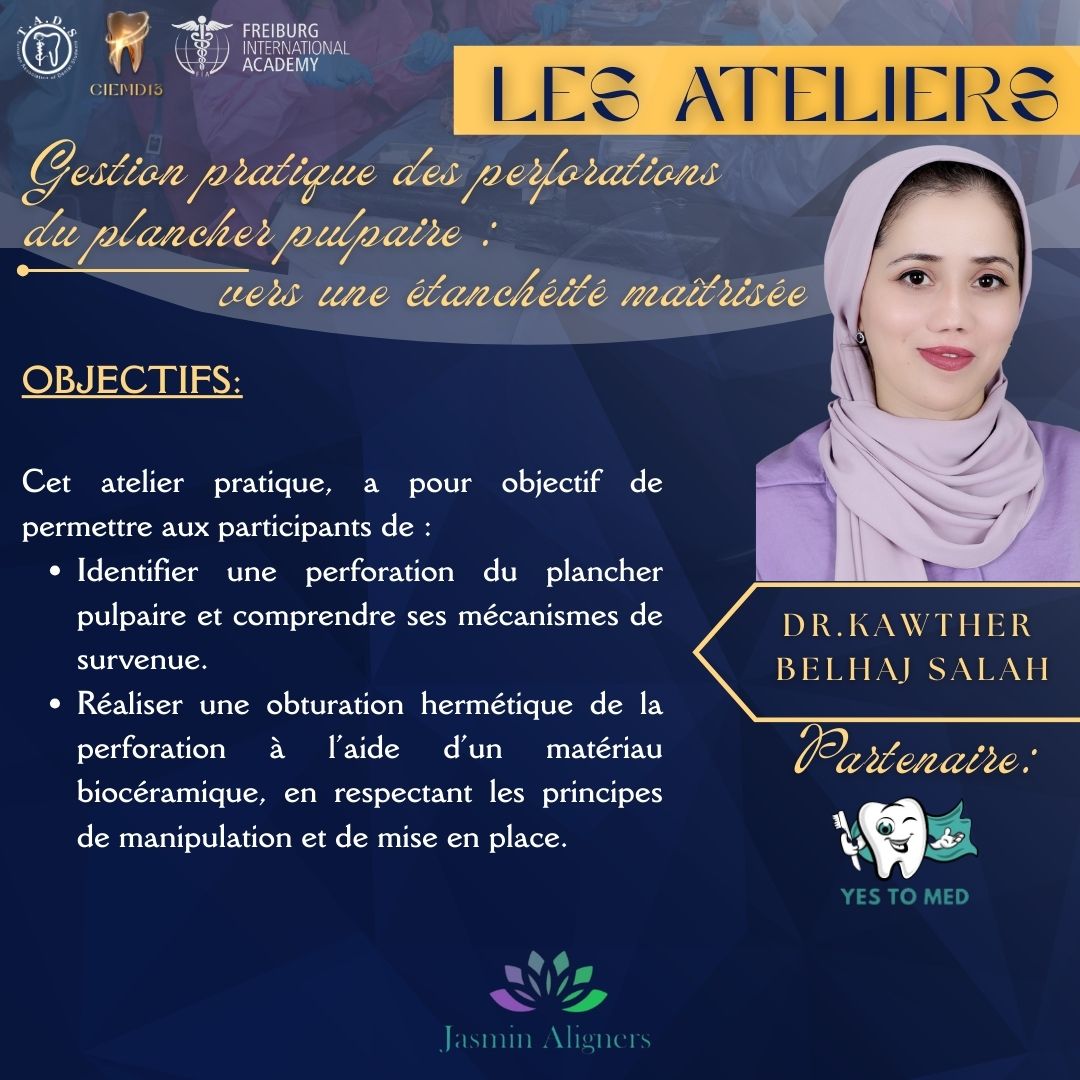 T.A.D.S
CIEMD13
FREIBURG
INTERNATIONAL
ACADEMY
FIA
LES ATELIERS
Gestion pratique des perforations
du plancher pulpaire :
vers une étanchéité maîtrisée
OBJECTIFS:
Cet atelier pratique, a pour objectif de
permettre aux participants de :
• Identifier une perforation du plancher
pulpaire et comprendre ses mécanismes de
survenue.
• Réaliser une obturation hermétique de la
perforation à l'aide d'un matériau
biocéramique, en respectant les principes
de manipulation et de mise en place.
DR.KAWTHER
BELHAJ SALAH
Partenaire:
YES TO MED
Jasmin Aligners